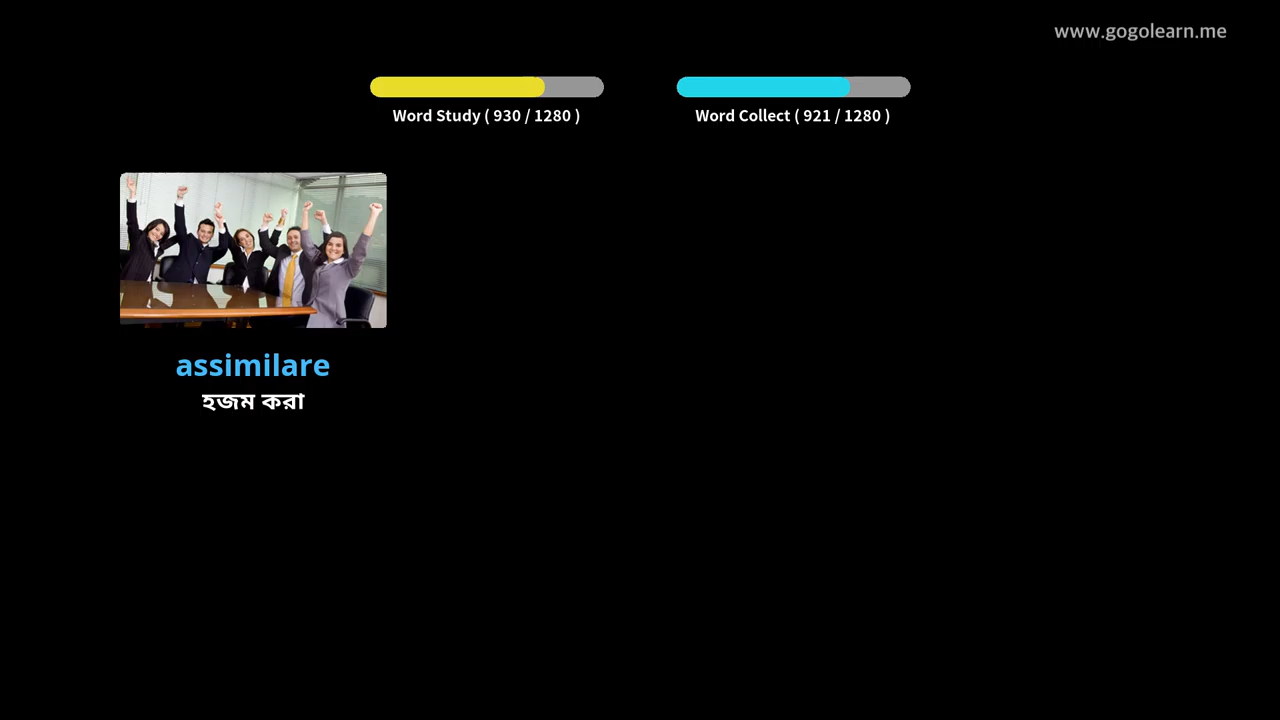 www.gogolearn.me
Word Study ( 930 / 1280 )
Word Collect ( 921 / 1280 )
assimilare
হজম করা